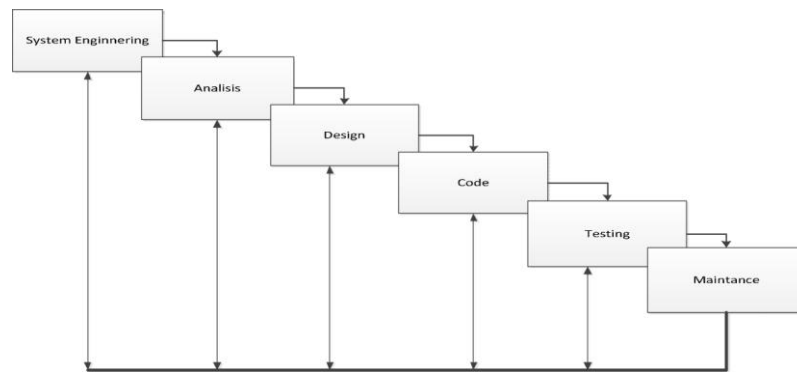 System Enginnering
Analisis
Design
Code
Testing
Maintance